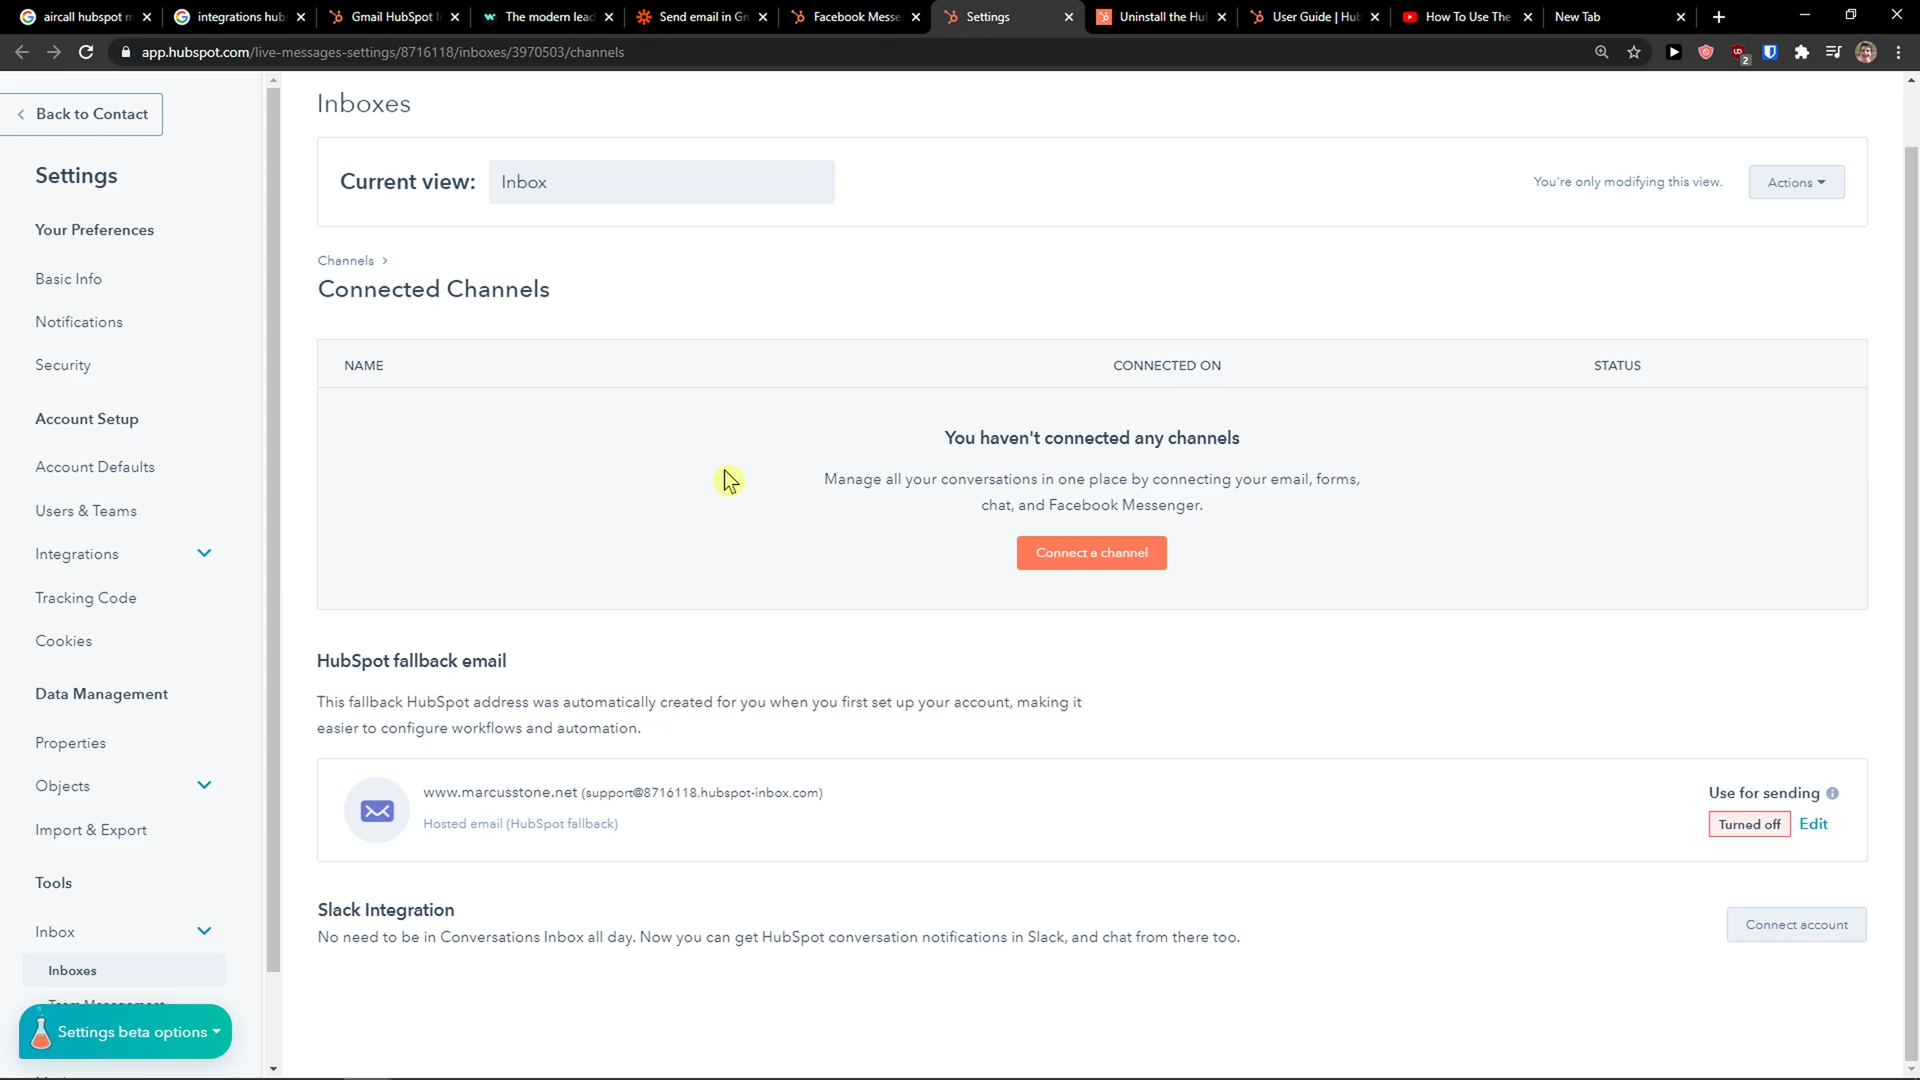 aircall hubspot m
integrations hub
Gmail HubSpot I
The modern lead
Send email in Gm
Facebook Messe
Settings
Uninstall the Hu
User Guide | Hub
How To Use The
New Tab
app.hubspot.com/live-messages-settings/8716118/inboxes/3970503/channels
2
Back to Contact
Settings
Your Preferences
Basic Info
Notifications
Security
Account Setup
Account Defaults
Users & Teams
Integrations
Tracking Code
Cookies
Data Management
Properties
Objects
Import & Export
Tools
Inbox
Inboxes
Settings beta options
Inboxes
Current view:
Inbox
You're only modifying this view.
Actions
Channels
Connected Channels
NAME
CONNECTED ON
STATUS
You haven't connected any channels
Manage all your conversations in one place by connecting your email, forms,
chat, and Facebook Messenger.
Connect a channel
HubSpot fallback email
This fallback HubSpot address was automatically created for you when you first set up your account, making it
easier to configure workflows and automation.
www.marcusstone.net (support@8716118.hubspot-inbox.com)
Hosted email (HubSpot fallback)
Use for sending
Turned off Edit
Slack Integration
No need to be in Conversations Inbox all day. Now you can get HubSpot conversation notifications in Slack, and chat from there too.
Connect account